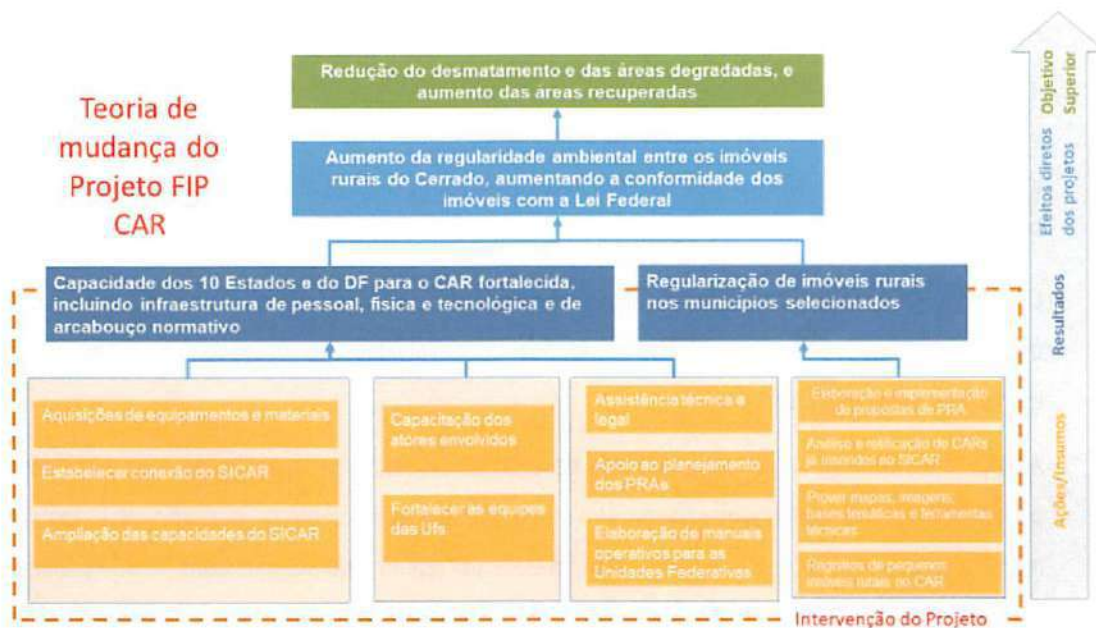 Teoria de
mudança do
Projeto FIP
CAR
Redução do desmatamento e das áreas degradadas, e
aumento das áreas recuperadas
Aumento da regularidade ambiental entre os imóveis
rurais do Cerrado, aumentando a conformidade dos
imóveis com a Lei Federal
Capacidade dos 10 Estados e do DF para o CAR fortalecida,
incluindo infraestrutura de pessoal, física e tecnológica e de
arcabouço normativo
Regularização de imóveis rurais
nos municípios selecionados
Aquisições de equipamentos e materiais
Estabelecer conexão do SICAR
Ampliação das capacidades do SICAR
Capacitação dos
atores envolvidos
Fortalecer as equipes
das Ufs
Assistência técnica e
legal
Apoio ao planejamento
dos PRAs
Elaboração de manuais
operativos para as
Unidades Federativas
Elaboração e implementação
de propostas de PRA
Análise e retificação de CARs
já inseridos no SICAR
Prover mapas, imagens,
bases temáticas e ferramentas
técnicas
Registros de pequenos
imóveis rurais no CAR
Intervenção do Projeto
Objetivo
Superior
Efeitos diretos
dos projetos
Resultados
Ações/Insumos